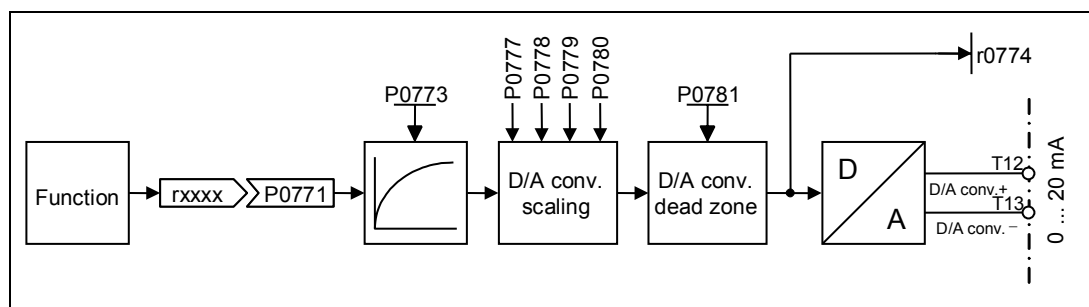 P0777
P0778
P0779
P0780
P0773
P0781
r0774
Function
rxxxx
P0771
D/A conv.
scaling
D/A conv.
dead zone
D
A
T12
D/A conv.+
T13
D/A conv. –
0 ... 20 mA